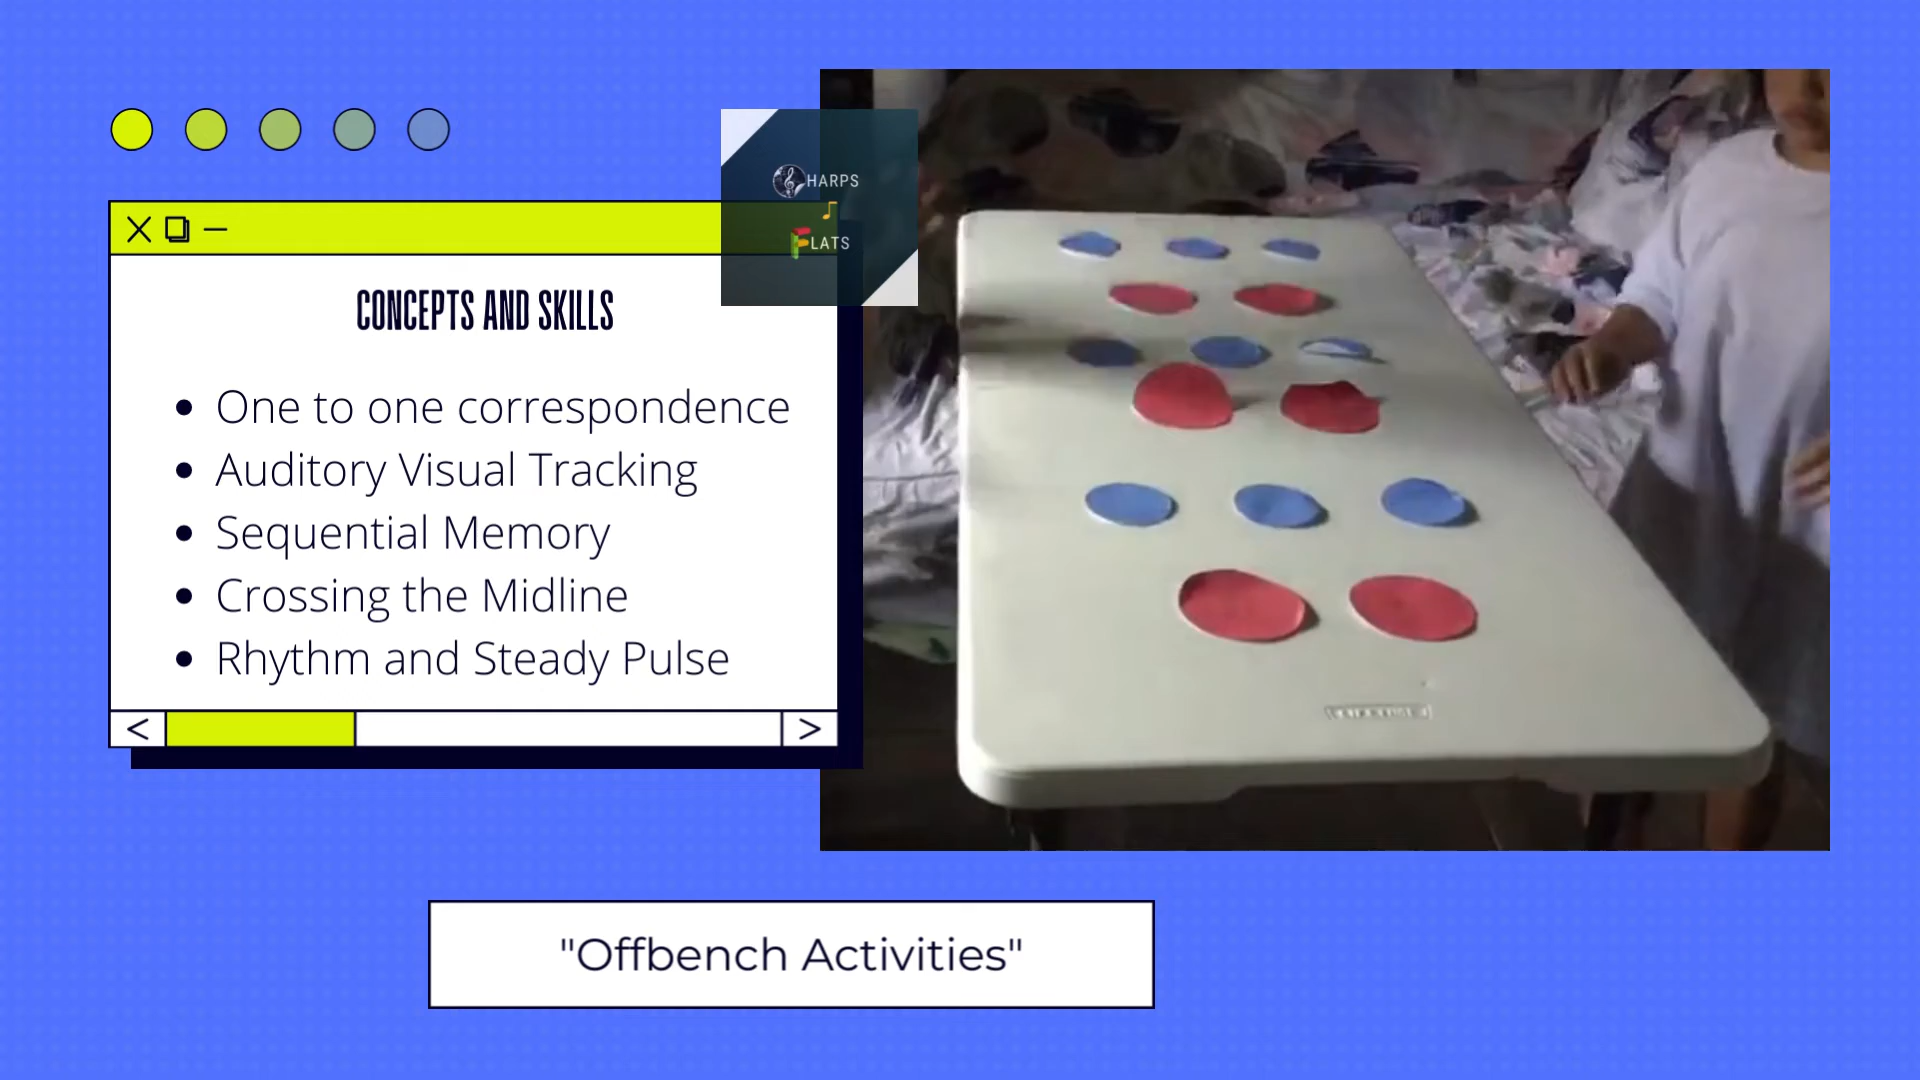 HARPS
FLATS
CONCEPTS AND SKILLS
• One to one correspondence
• Auditory Visual Tracking
• Sequential Memory
• Crossing the Midline
• Rhythm and Steady Pulse
"Offbench Activities"